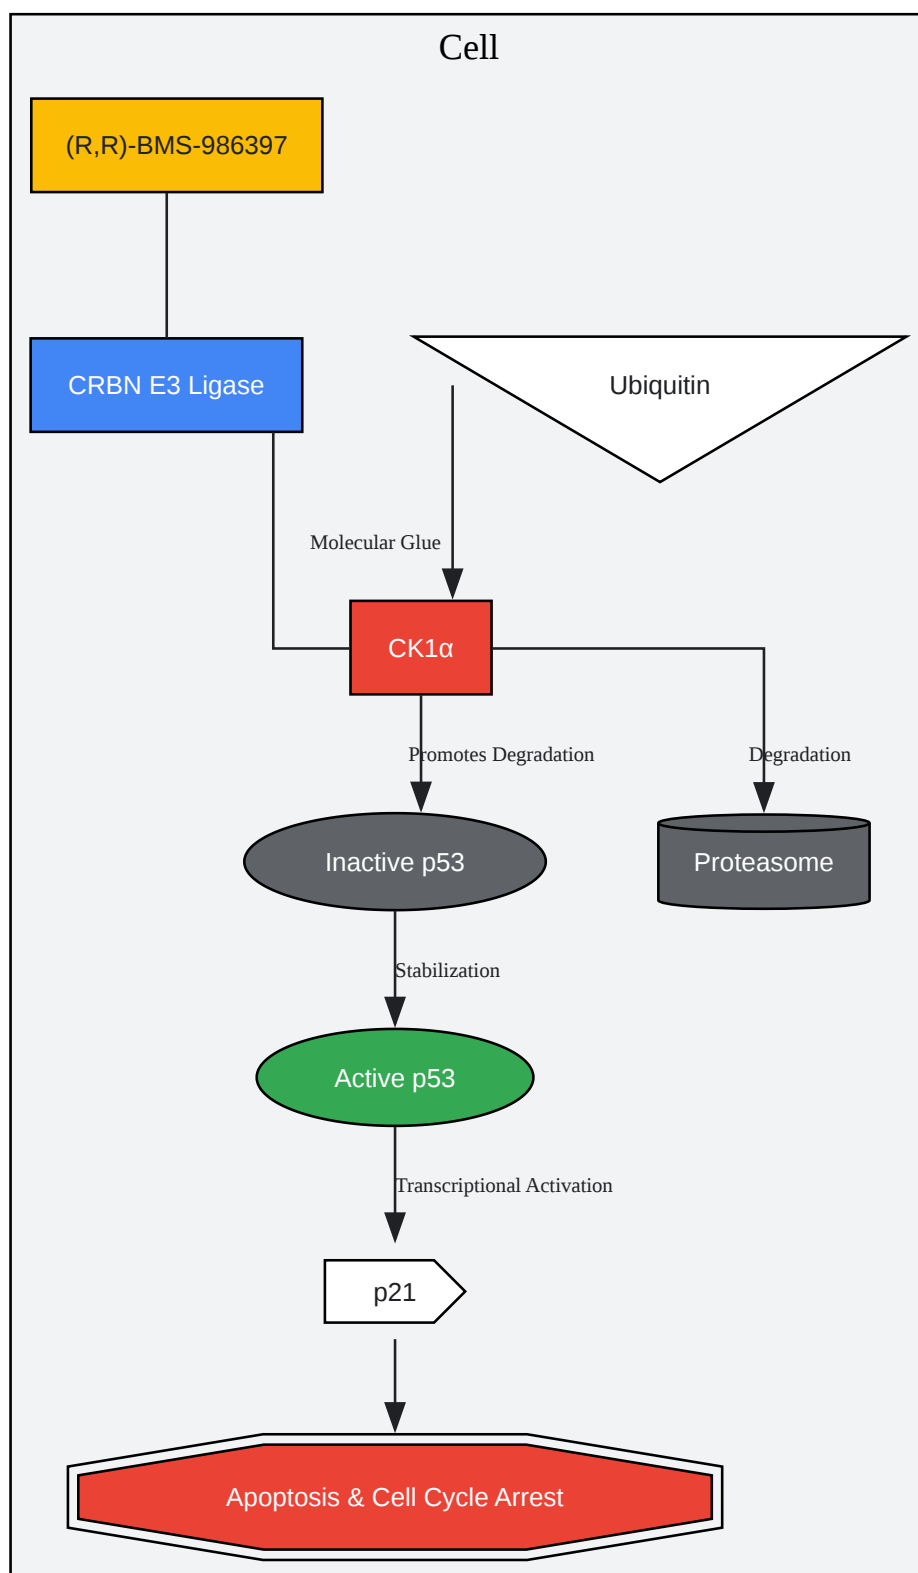 Cell
(R,R)-BMS-986397
CRBN E3 Ligase
Ubiquitin
Molecular Glue
CK1α
Promotes Degradation
Degradation
Inactive p53
Proteasome
Stabilization
Active p53
Transcriptional Activation
p21
Apoptosis & Cell Cycle Arrest